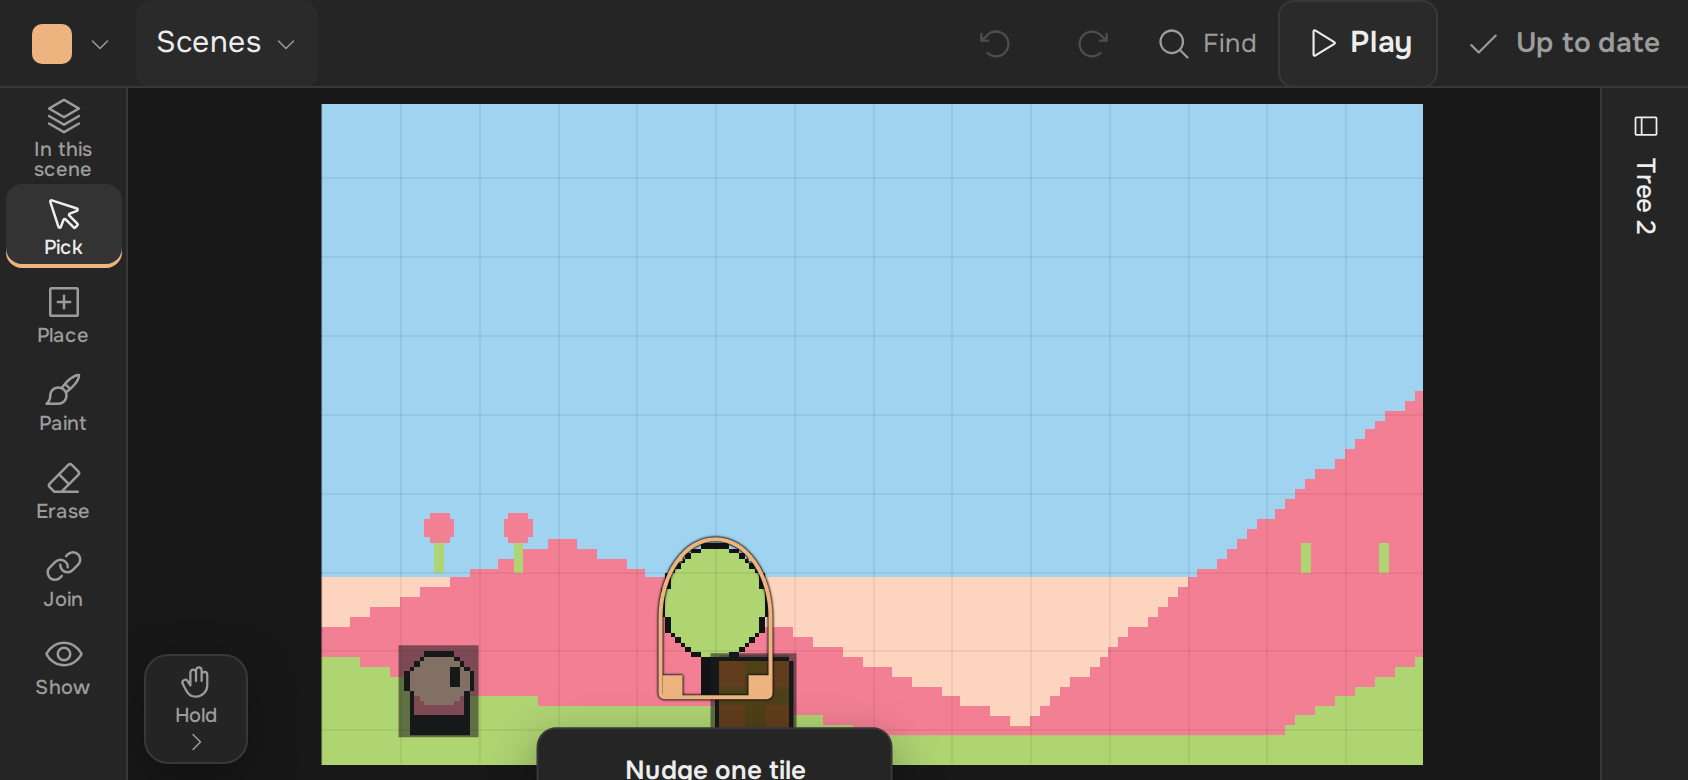 Scenes
Find
Play
Up to date
In this
scene
Pick
Place
Paint
Erase
Join
Show
Hold
Tree 2
Nudge one tile